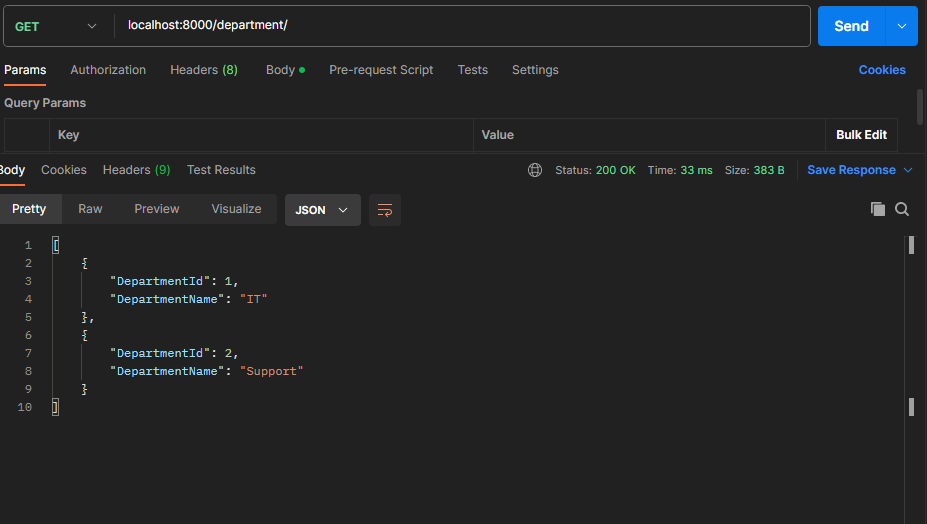 GET localhost:8000/department/ Send
Params Authorization Headers (8) Body Pre-request Script Tests Settings Cookies
Query Params
Key Value Bulk Edit
Body Cookies Headers (9) Test Results Status: 200 OK Time: 33 ms Size: 383 B Save Response
Pretty Raw Preview Visualize JSON
1 [
2 {
3 "DepartmentId": 1,
4 "DepartmentName": "IT"
5 },
6 {
7 "DepartmentId": 2,
8 "DepartmentName": "Support"
9 }
10 ]